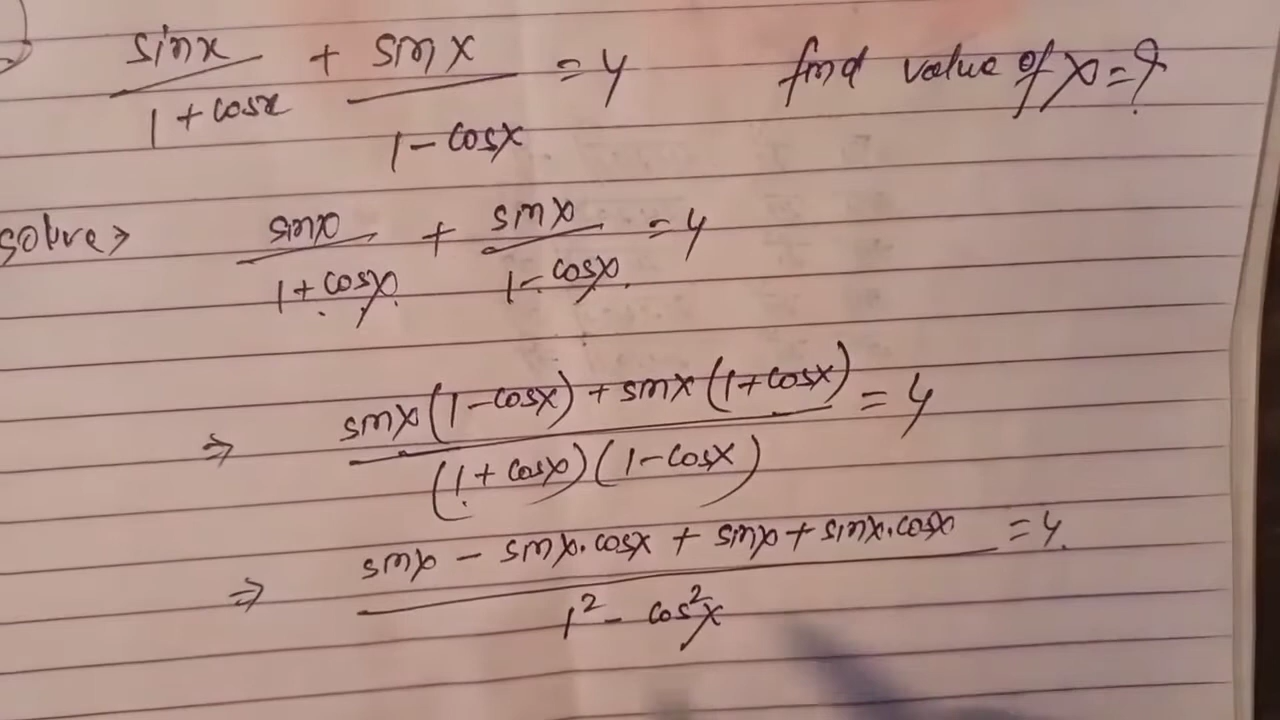 sinx/1+cosx + sinx/1-cosx = 4 find value of x=?
solve⇒ sinx/1+cosx + sinx/1-cosx = 4
⇒ sinx(1-cosx)+sinx(1+cosx)/(1+cosx)(1-cosx) = 4
⇒ sinx - sinx.cosx + sinx + sinx.cosx/1²- cos²x = 4